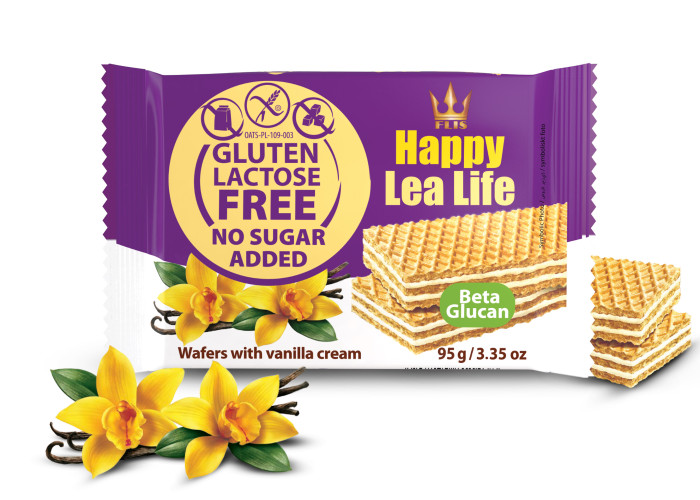 FLIS
OATS-PL-109-003
GLUTEN
LACTOSE
FREE
NO SUGAR
ADDED
Happy
Lea Life
Beta
Glucan
Wafers with vanilla cream
95 g / 3.35 oz